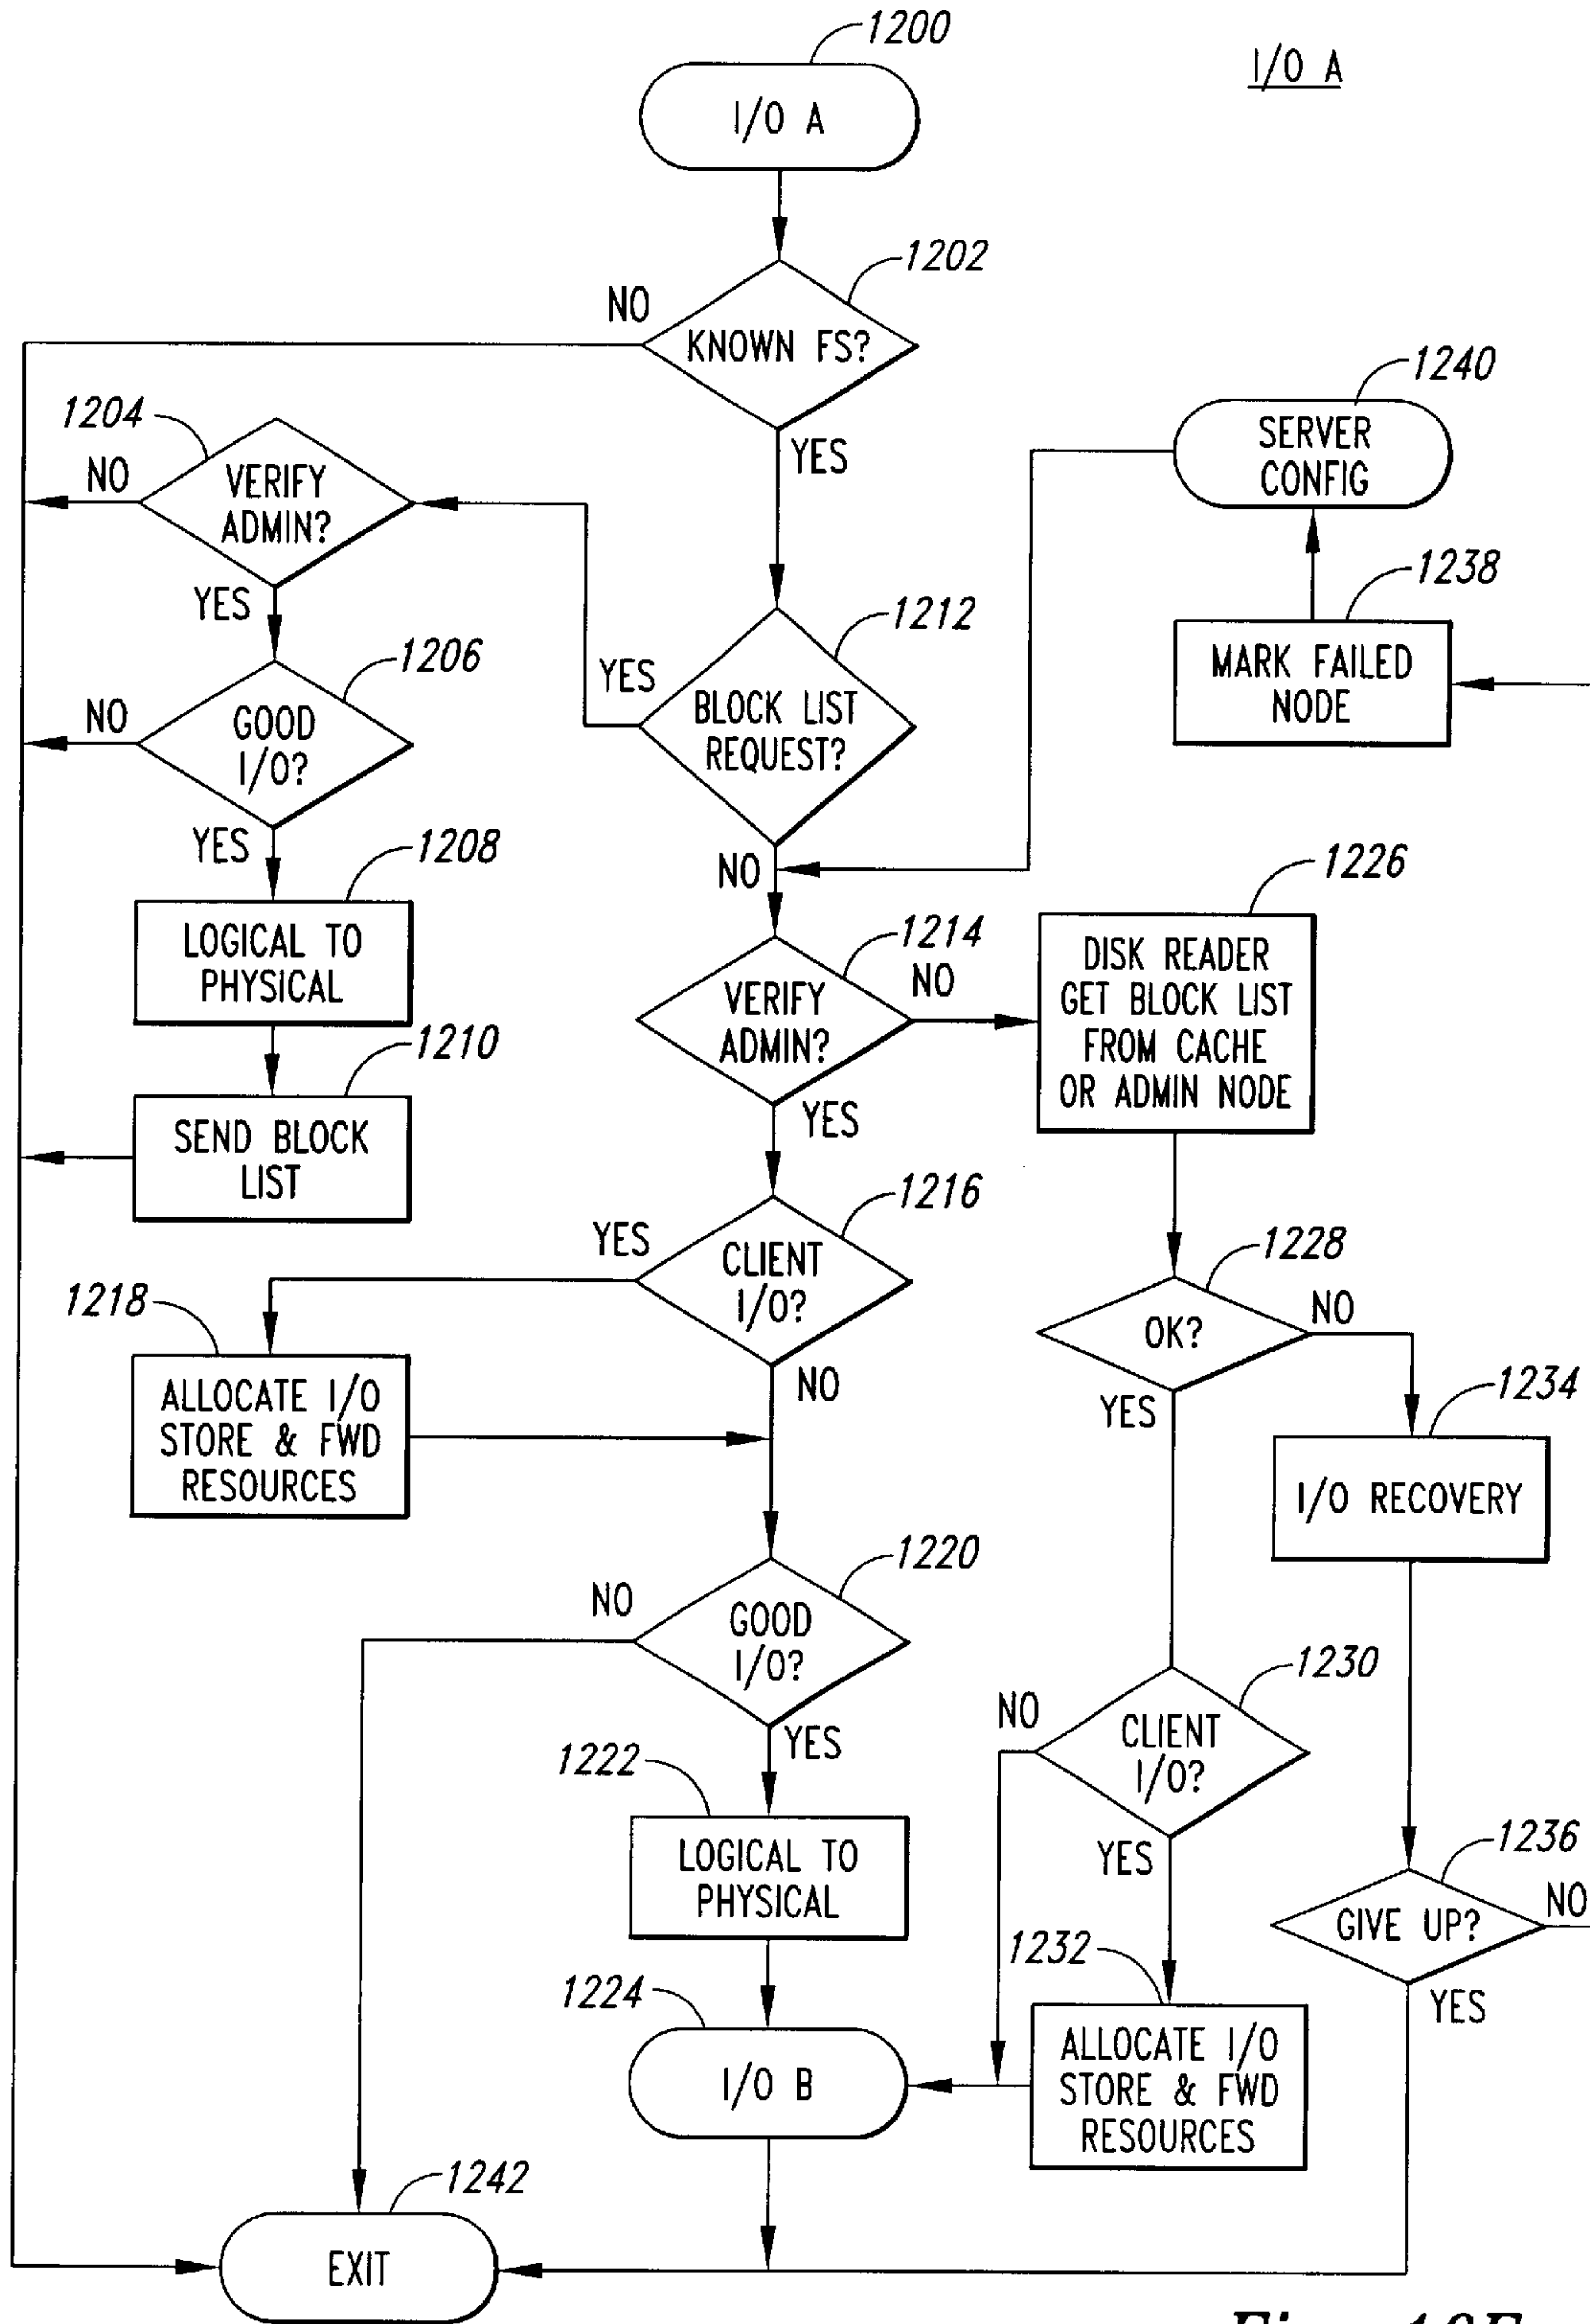 1200
I/O A
I/O A
1202
NO
KNOWN FS?
YES
1240
SERVER
CONFIG
1204
NO
VERIFY
ADMIN?
YES
1238
MARK FAILED
NODE
1212
YES
BLOCK LIST
REQUEST?
NO
1206
NO
GOOD
I/O?
YES
1208
LOGICAL TO
PHYSICAL
1210
SEND BLOCK
LIST
1214
NO
VERIFY
ADMIN?
YES
1226
DISK READER
GET BLOCK LIST
FROM CACHE
OR ADMIN NODE
1216
YES
CLIENT
I/O?
NO
1218
ALLOCATE I/O
STORE & FWD
RESOURCES
1228
NO
OK?
YES
1234
I/O RECOVERY
1220
NO
GOOD
I/O?
YES
1230
NO
CLIENT
I/O?
YES
1222
LOGICAL TO
PHYSICAL
1236
NO
GIVE UP?
YES
1224
I/O B
1232
ALLOCATE I/O
STORE & FWD
RESOURCES
1242
EXIT